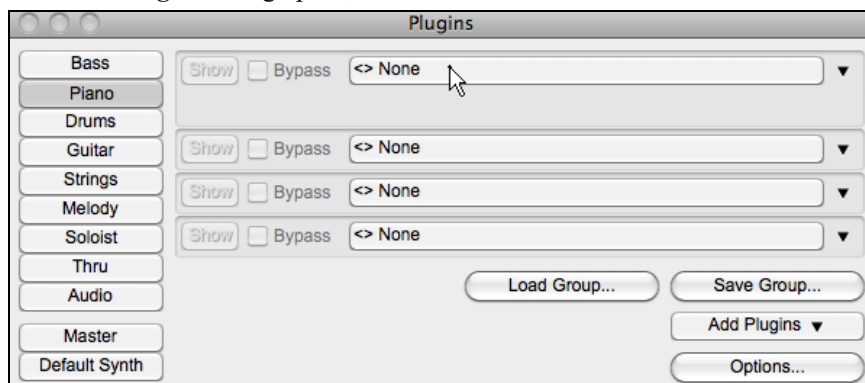 Plugins
Bass
Show Bypass <> None
Piano
Drums
Guitar
Show Bypass <> None
Strings
Show Bypass <> None
Melody
Soloist
Show Bypass <> None
Thru
Audio
Load Group... Save Group...
Master
Add Plugins
Default Synth
Options...